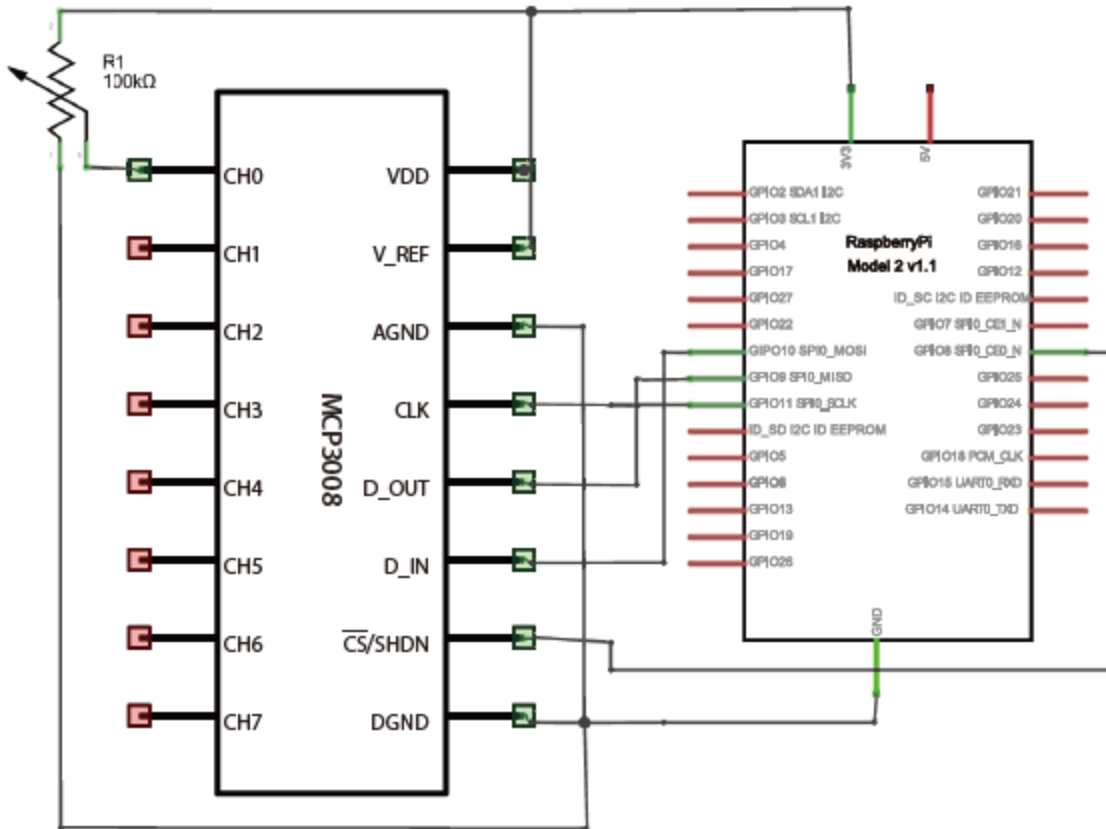 R1
100kΩ
MCP3008
CH0
CH1
CH2
CH3
CH4
CH5
CH6
CH7
VDD
V_REF
AGND
CLK
D_OUT
D_IN
CS/SHDN
DGND
3V3
5V
RaspberryPi
Model 2 v1.1
GPIO2 SDA1 I2C
GPIO3 SCL1 I2C
GPIO4
GPIO17
GPIO27
GPIO22
GIPO10 SPI0_MOSI
GPIO9 SPI0_MISO
GPIO11 SPI0_SCLK
ID_SD I2C ID EEPROM
GPIO5
GPIO6
GPIO13
GPIO19
GPIO26
GPIO21
GPIO20
GPIO16
GPIO12
ID_SC I2C ID EEPROM
GPIO7 SPI0_CE1_N
GPIO8 SPI0_CE0_N
GPIO25
GPIO24
GPIO23
GPIO18 PCM_CLK
GPIO15 UART0_RXD
GPIO14 UART0_TXD
GND